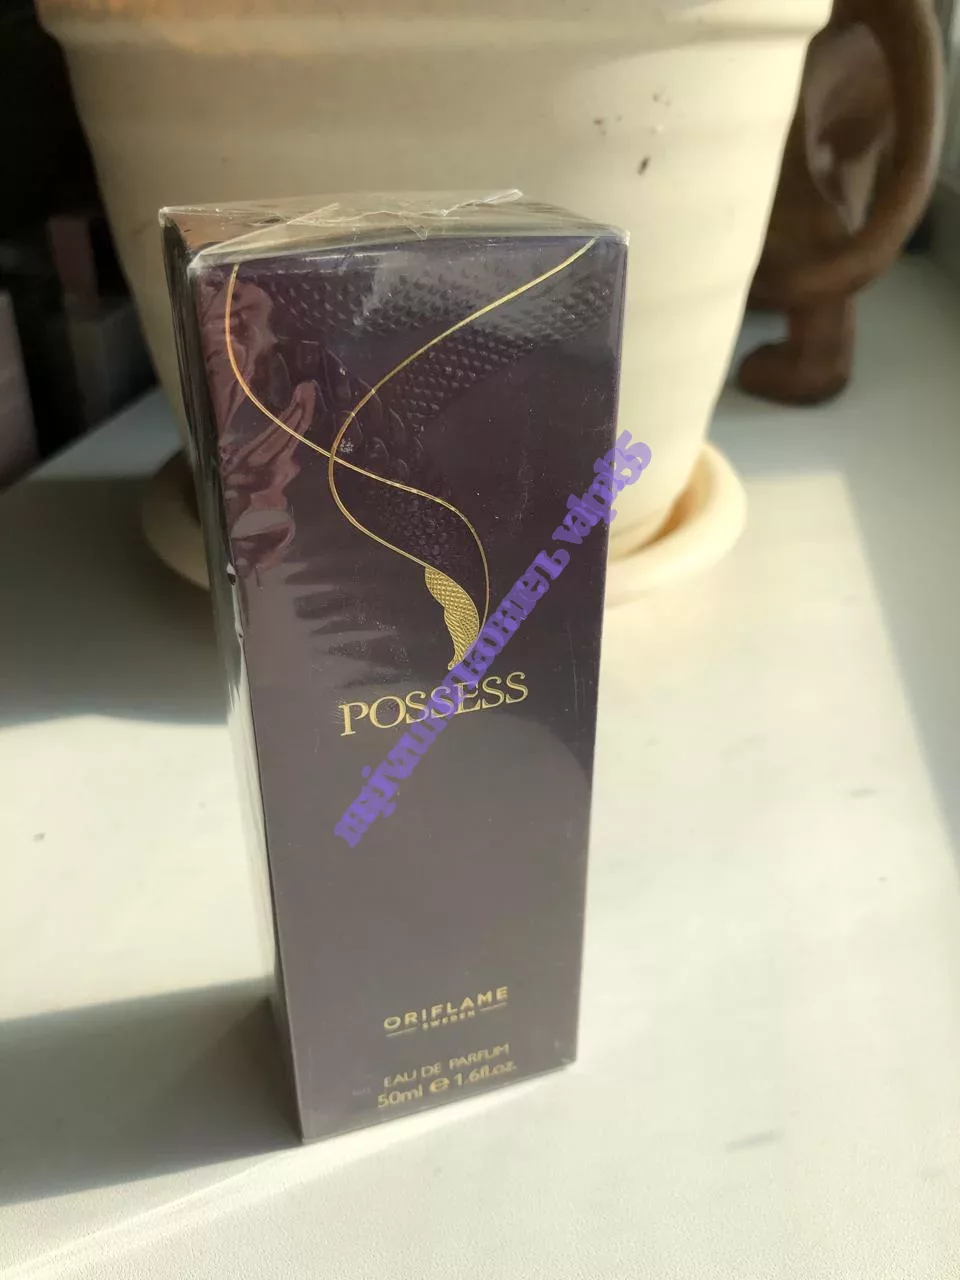 POSSESS
ORIFLAME
SWEDEN
EAU DE PARFUM
50ml ℮ 1.6fl.oz.